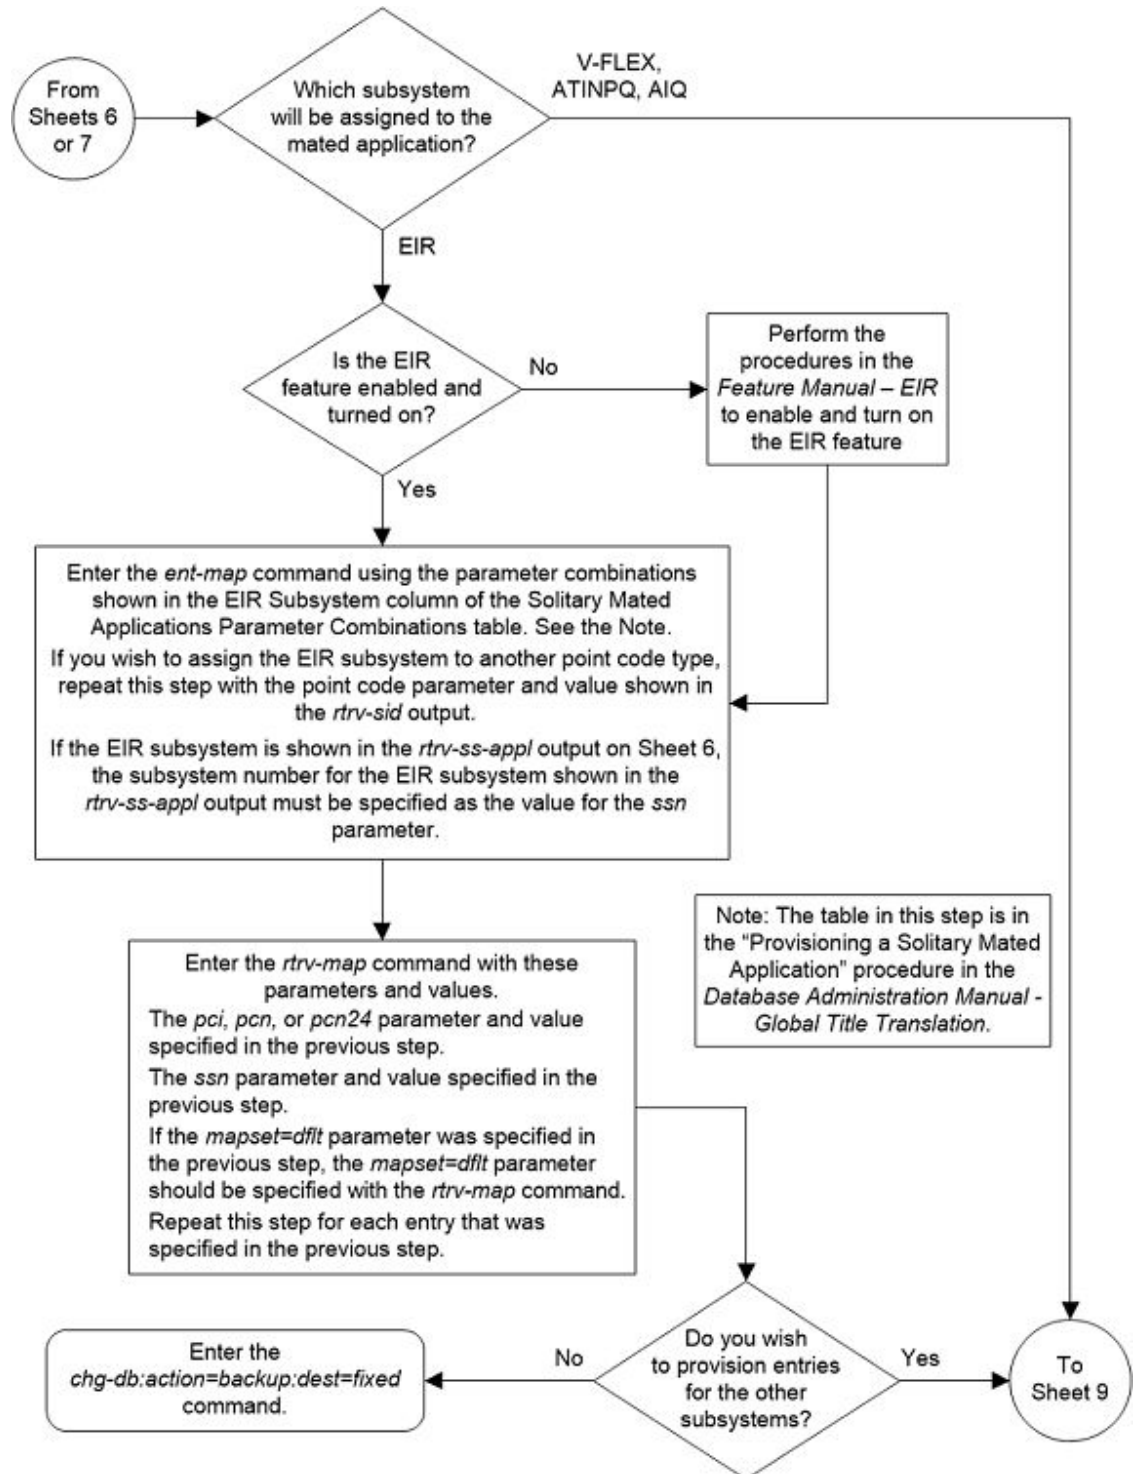 From
Sheets 6
or 7
Which subsystem
will be assigned to the
mated application?
V-FLEX,
ATINPQ, AIQ
EIR
Is the EIR
feature enabled and
turned on?
No
Perform the
procedures in the
Feature Manual – EIR
to enable and turn on
the EIR feature
Yes
Enter the ent-map command using the parameter combinations
shown in the EIR Subsystem column of the Solitary Mated
Applications Parameter Combinations table. See the Note.
If you wish to assign the EIR subsystem to another point code type,
repeat this step with the point code parameter and value shown in
the rtrv-sid output.
If the EIR subsystem is shown in the rtrv-ss-appl output on Sheet 6,
the subsystem number for the EIR subsystem shown in the
rtrv-ss-appl output must be specified as the value for the ssn
parameter.
Note: The table in this step is in
the “Provisioning a Solitary Mated
Application” procedure in the
Database Administration Manual -
Global Title Translation.
Enter the rtrv-map command with these
parameters and values.
The pci, pcn, or pcn24 parameter and value
specified in the previous step.
The ssn parameter and value specified in the
previous step.
If the mapset=dflt parameter was specified in
the previous step, the mapset=dflt parameter
should be specified with the rtrv-map command.
Repeat this step for each entry that was
specified in the previous step.
Do you wish
to provision entries
for the other
subsystems?
No
Enter the
chg-db:action=backup:dest=fixed
command.
Yes
To
Sheet 9